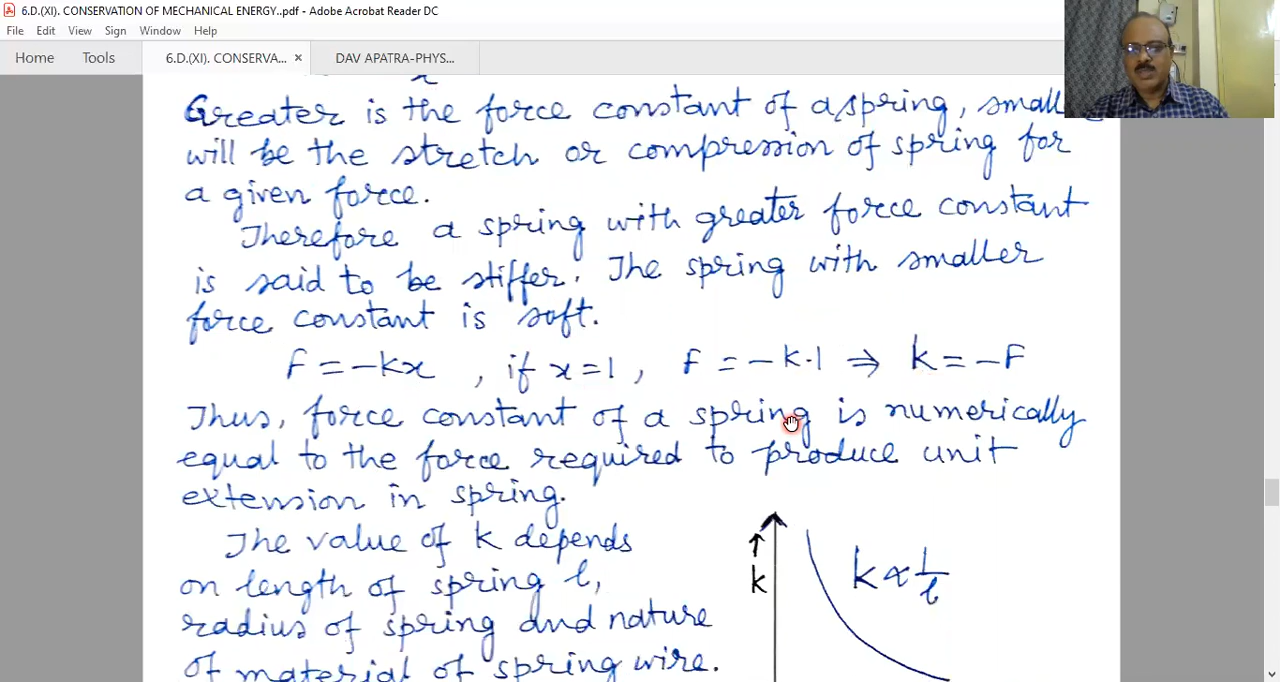 6.D.(XI). CONSERVATION OF MECHANICAL ENERGY..pdf - Adobe Acrobat Reader DC
File Edit View Sign Window Help
Home Tools 6.D.(XI). CONSERVA... × DAV APATRA-PHYS...
Greater is the force constant of a spring, small
will be the stretch or compression of spring for
a given force.
Therefore a spring with greater force constant
is said to be stiffer. The spring with smaller
force constant is soft.
F = -kx , if x = 1, F = -k·1 ⇒ k = -F
Thus, force constant of a spring is numerically
equal to the force required to produce unit
extension in spring.
The value of k depends
on length of spring l,
radius of spring and nature
of material of spring wire.
↑
k
k ∝ 1/l